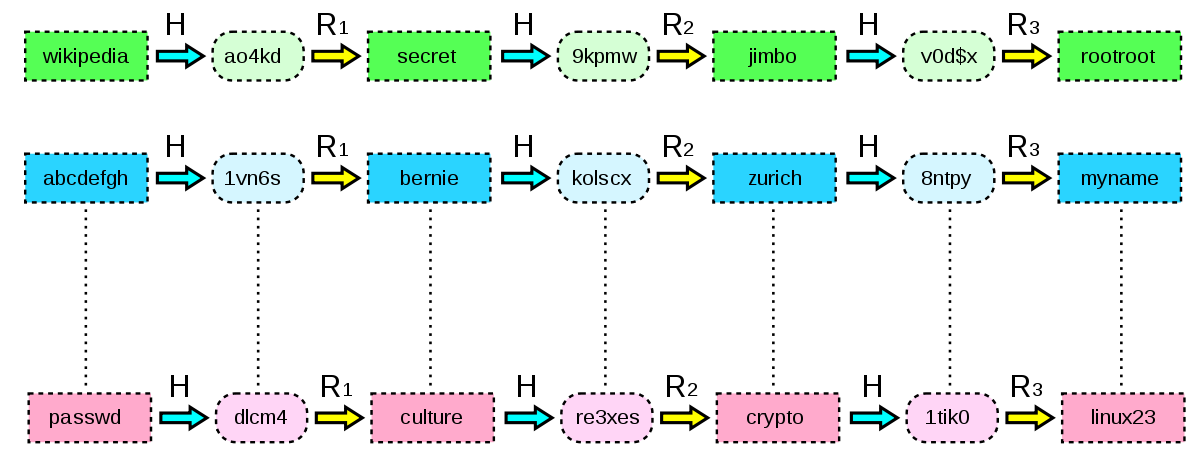 H R1 H R2 H R3
wikipedia ao4kd secret 9kpmw jimbo v0d$x rootroot
H R1 H R2 H R3
abcdefgh 1vn6s bernie kolscx zurich 8ntpy myname
H R1 H R2 H R3
passwd dlcm4 culture re3xes crypto 1tik0 linux23